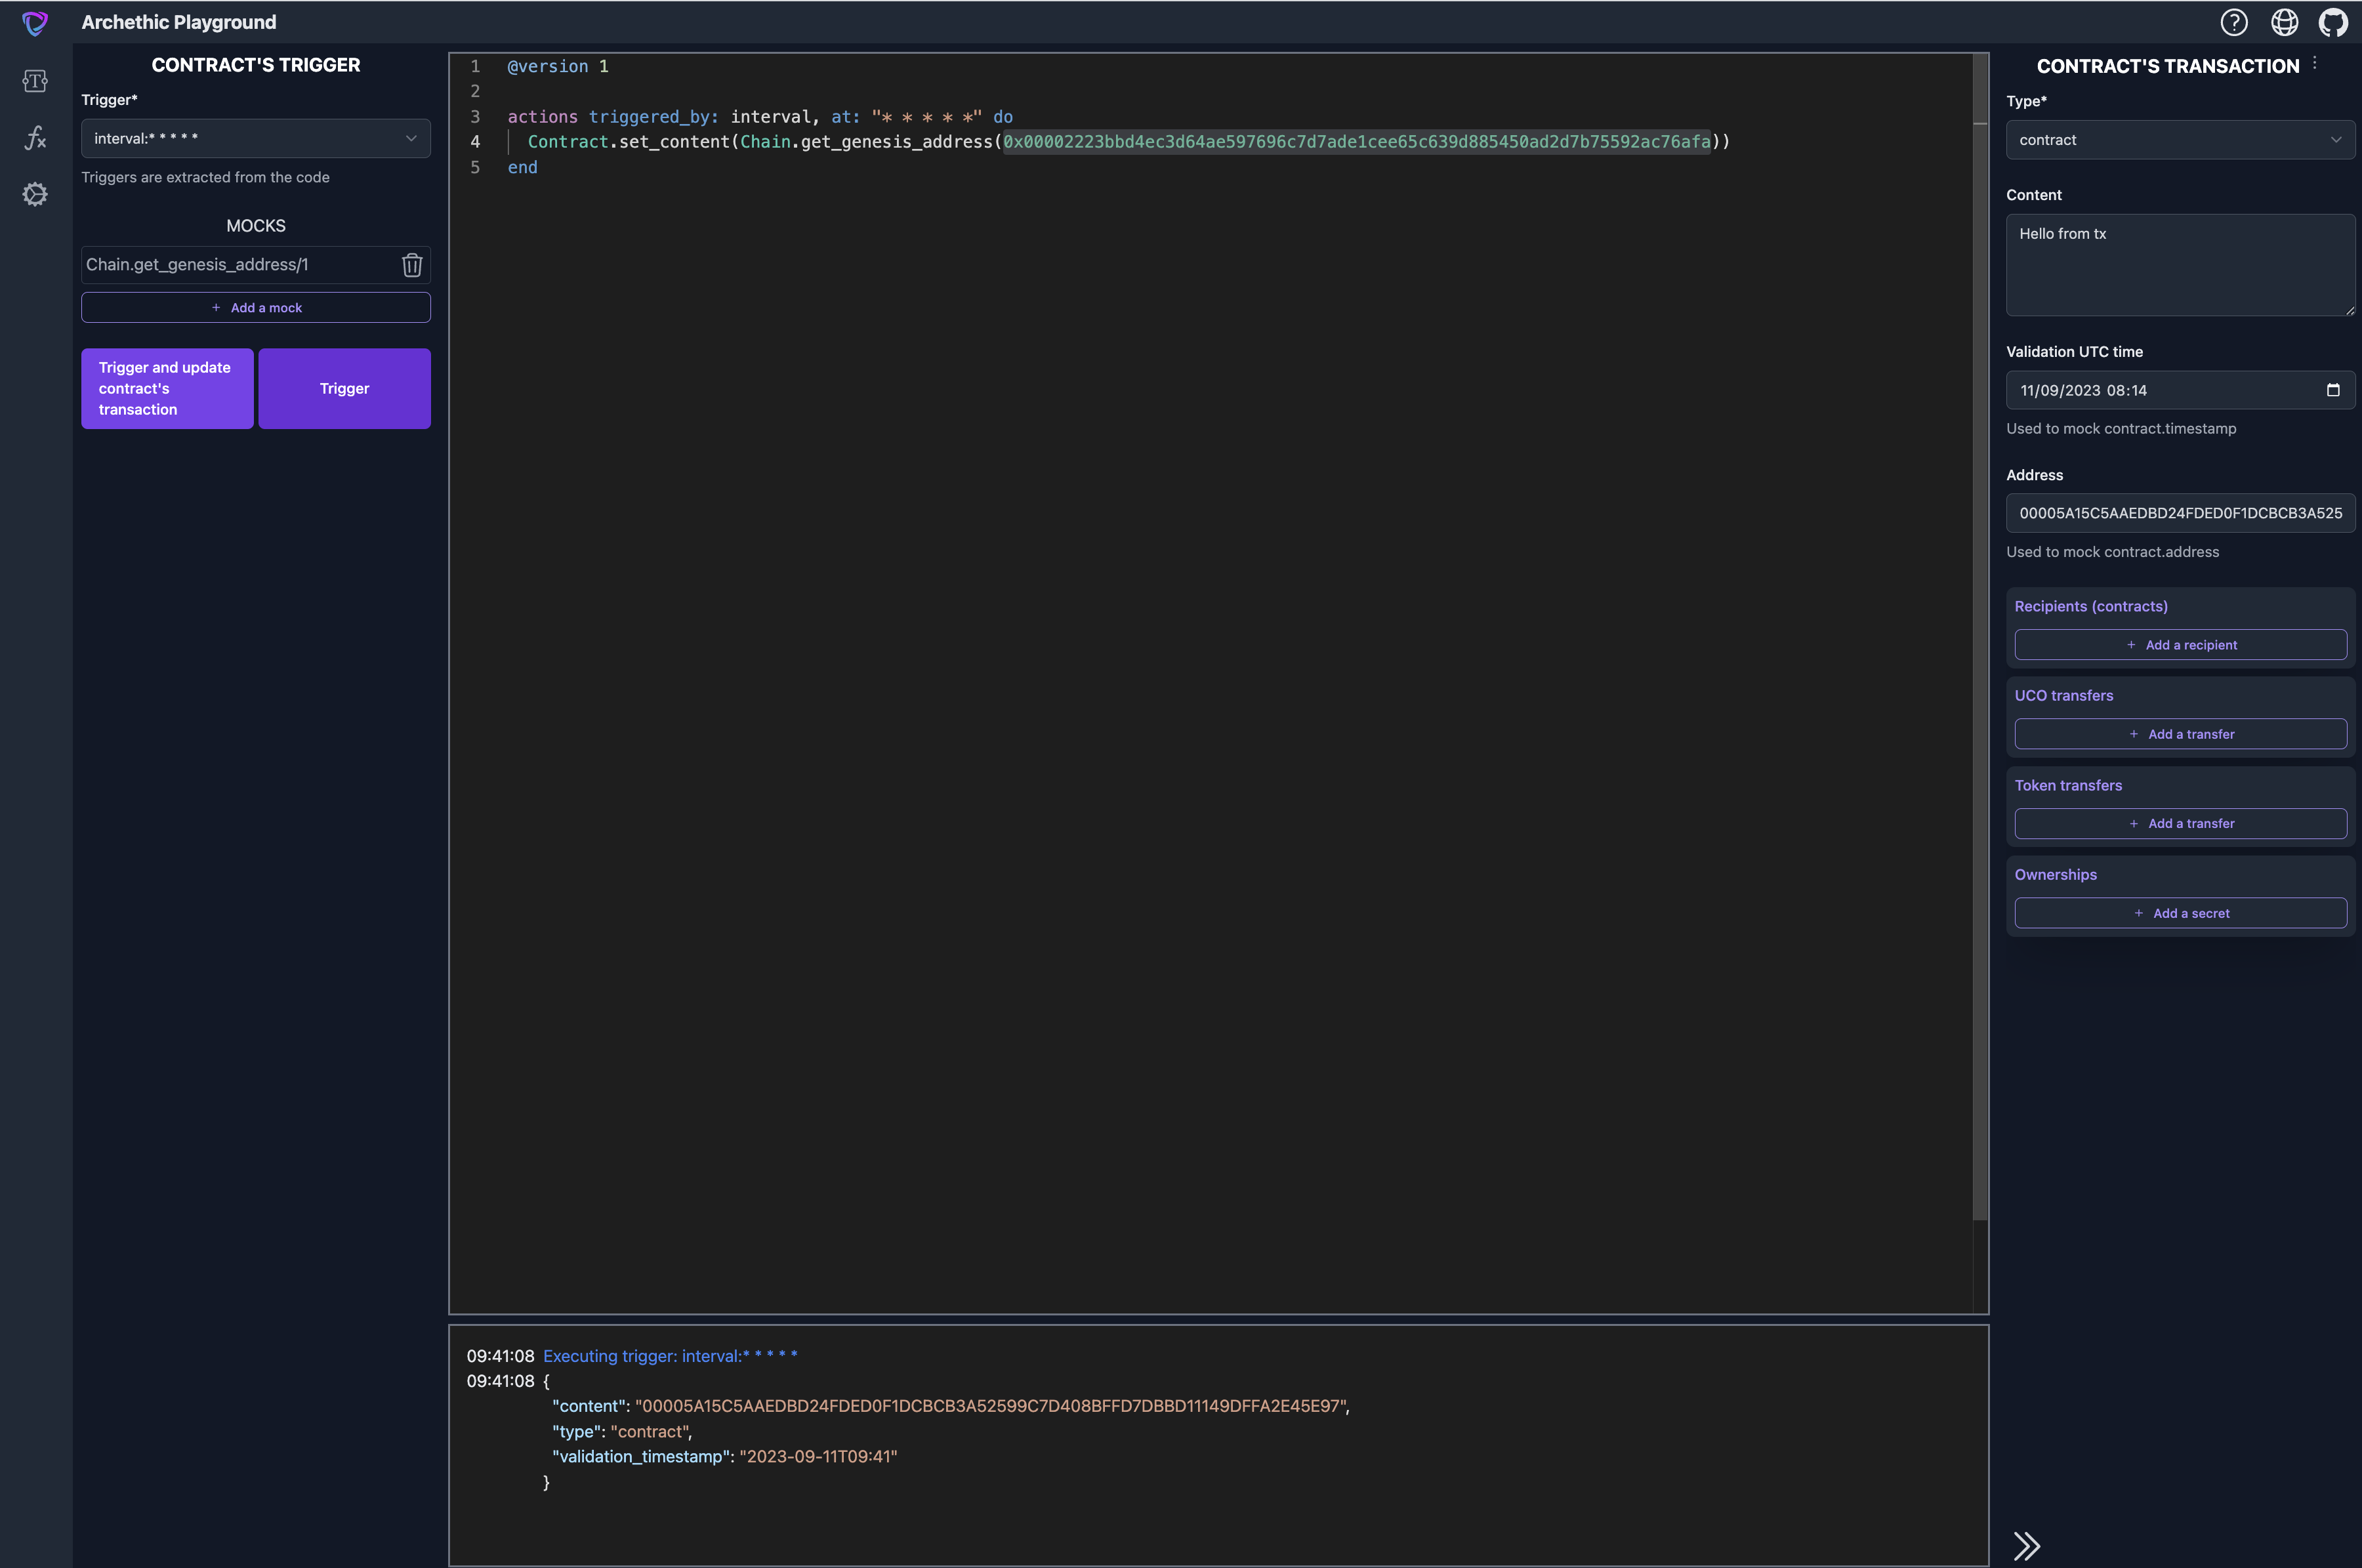 Archethic Playground
CONTRACT'S TRIGGER
Trigger*
interval:* * * * *
Triggers are extracted from the code
MOCKS
Chain.get_genesis_address/1
+ Add a mock
Trigger and update
contract's
transaction
Trigger
1 @version 1
2
3 actions triggered_by: interval, at: "* * * * *" do
4 Contract.set_content(Chain.get_genesis_address(0x00002223bbd4ec3d64ae597696c7d7ade1cee65c639d885450ad2d7b75592ac76afa))
5 end
09:41:08 Executing trigger: interval:* * * * *
09:41:08 {
"content": "00005A15C5AAEDBD24FDED0F1DCBCB3A52599C7D408BFFD7DBBD11149DFFA2E45E97",
"type": "contract",
"validation_timestamp": "2023-09-11T09:41"
}
CONTRACT'S TRANSACTION
Type*
contract
Content
Hello from tx
Validation UTC time
11/09/2023 08:14
Used to mock contract.timestamp
Address
00005A15C5AAEDBD24FDED0F1DCBCB3A525
Used to mock contract.address
Recipients (contracts)
+ Add a recipient
UCO transfers
+ Add a transfer
Token transfers
+ Add a transfer
Ownerships
+ Add a secret